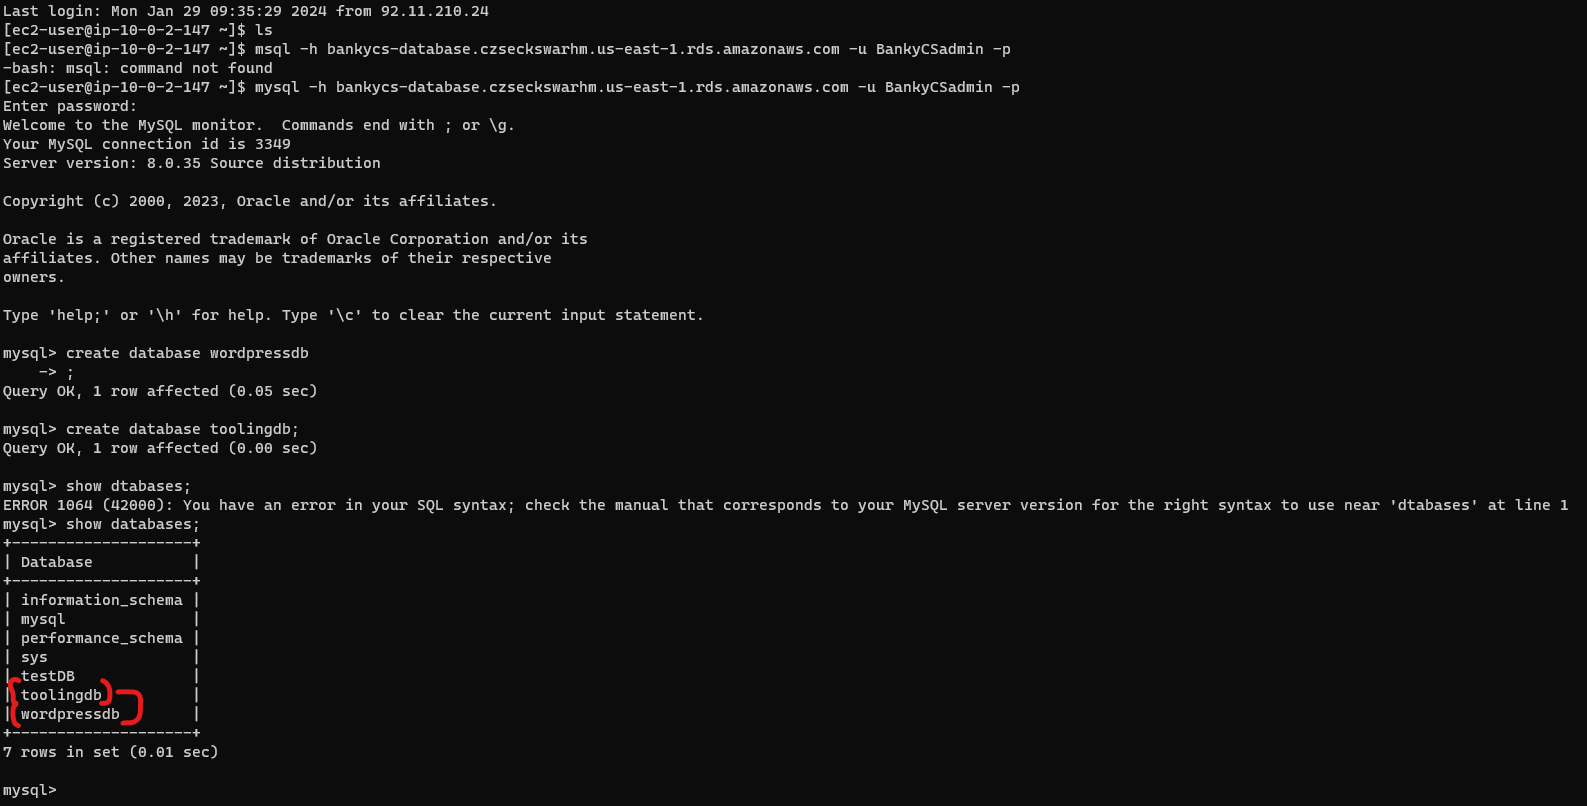 Last login: Mon Jan 29 09:35:29 2024 from 92.11.210.24
[ec2-user@ip-10-0-2-147 ~]$ ls
[ec2-user@ip-10-0-2-147 ~]$ msql -h bankycs-database.czseckswarhm.us-east-1.rds.amazonaws.com -u BankyCSadmin -p
-bash: msql: command not found
[ec2-user@ip-10-0-2-147 ~]$ mysql -h bankycs-database.czseckswarhm.us-east-1.rds.amazonaws.com -u BankyCSadmin -p
Enter password:
Welcome to the MySQL monitor.  Commands end with ; or \g.
Your MySQL connection id is 3349
Server version: 8.0.35 Source distribution

Copyright (c) 2000, 2023, Oracle and/or its affiliates.

Oracle is a registered trademark of Oracle Corporation and/or its
affiliates. Other names may be trademarks of their respective
owners.

Type 'help;' or '\h' for help. Type '\c' to clear the current input statement.

mysql> create database wordpressdb
    -> ;
Query OK, 1 row affected (0.05 sec)

mysql> create database toolingdb;
Query OK, 1 row affected (0.00 sec)

mysql> show dtabases;
ERROR 1064 (42000): You have an error in your SQL syntax; check the manual that corresponds to your MySQL server version for the right syntax to use near 'dtabases' at line 1
mysql> show databases;
+--------------------+
| Database           |
+--------------------+
| information_schema |
| mysql              |
| performance_schema |
| sys                |
| testDB             |
| toolingdb          |
| wordpressdb        |
+--------------------+
7 rows in set (0.01 sec)

mysql>